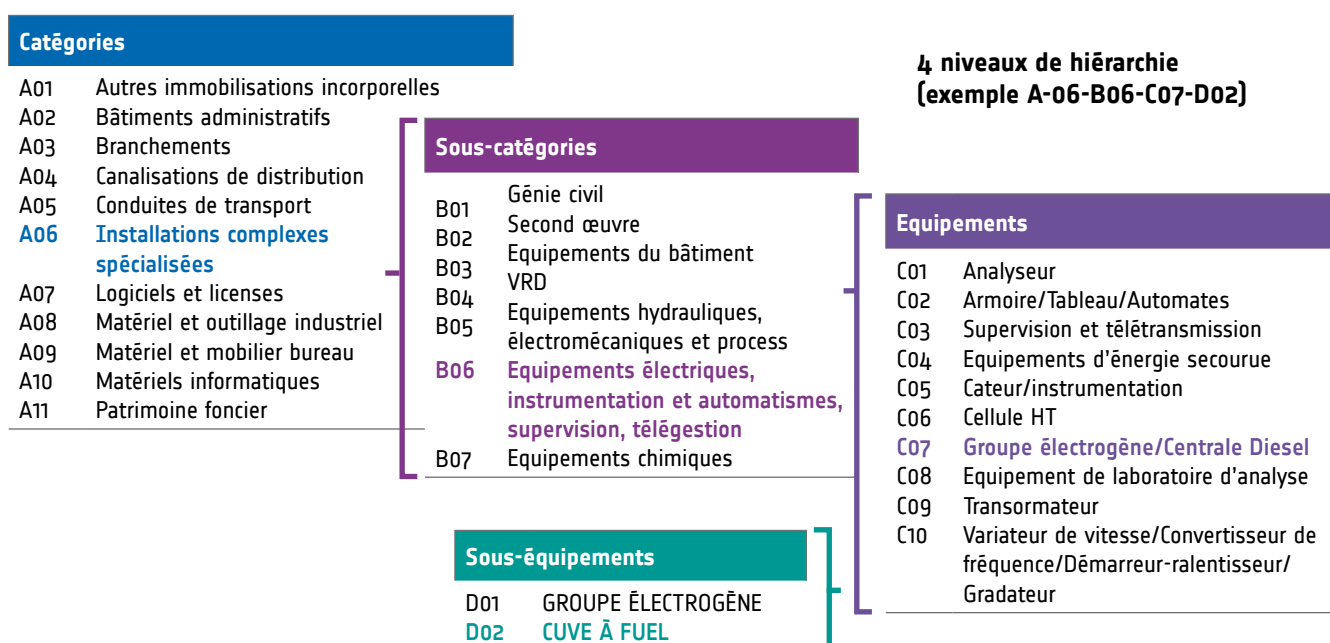 Catégories
A01 Autres immobilisations incorporelles
A02 Bâtiments administratifs
A03 Branchements
A04 Canalisations de distribution
A05 Conduites de transport
A06 Installations complexes
spécialisées
A07 Logiciels et licenses
A08 Matériel et outillage industriel
A09 Matériel et mobilier bureau
A10 Matériels informatiques
A11 Patrimoine foncier
4 niveaux de hiérarchie
(exemple A-06-B06-C07-D02)
Sous-catégories
B01 Génie civil
B02 Second œuvre
B03 Equipements du bâtiment
B04 VRD
B05 Equipements hydrauliques,
électromécaniques et process
B06 Equipements électriques,
instrumentation et automatismes,
supervision, télégestion
B07 Equipements chimiques
Equipements
C01 Analyseur
C02 Armoire/Tableau/Automates
C03 Supervision et télétransmission
C04 Equipements d'énergie secourue
C05 Cateur/instrumentation
C06 Cellule HT
C07 Groupe électrogène/Centrale Diesel
C08 Equipement de laboratoire d'analyse
C09 Transormateur
C10 Variateur de vitesse/Convertisseur de
fréquence/Démarreur-ralentisseur/
Gradateur
Sous-équipements
D01 GROUPE ÉLECTROGÈNE
D02 CUVE À FUEL